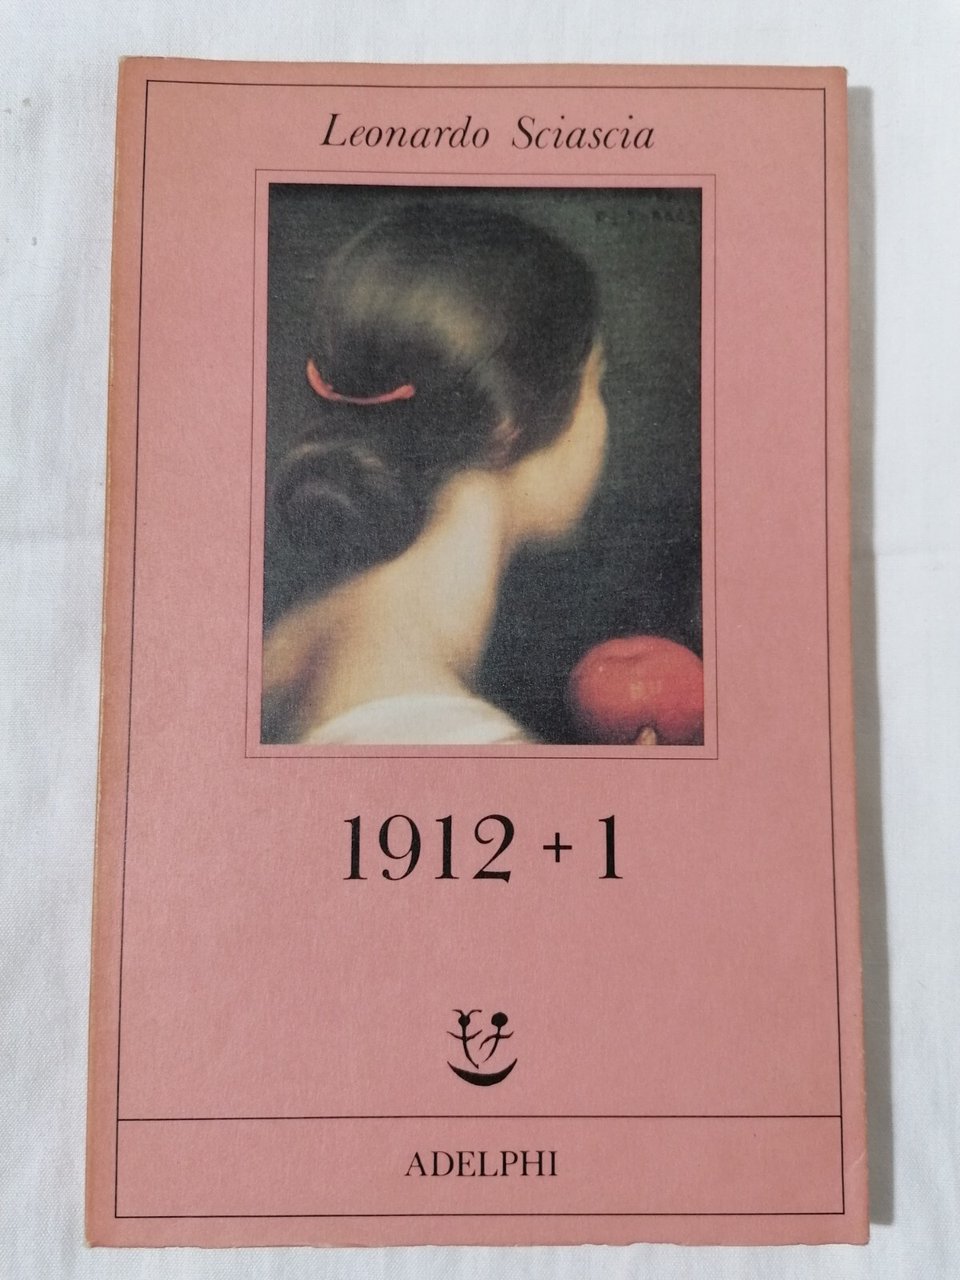 Leonardo Sciascia
1912 + 1
ADELPHI